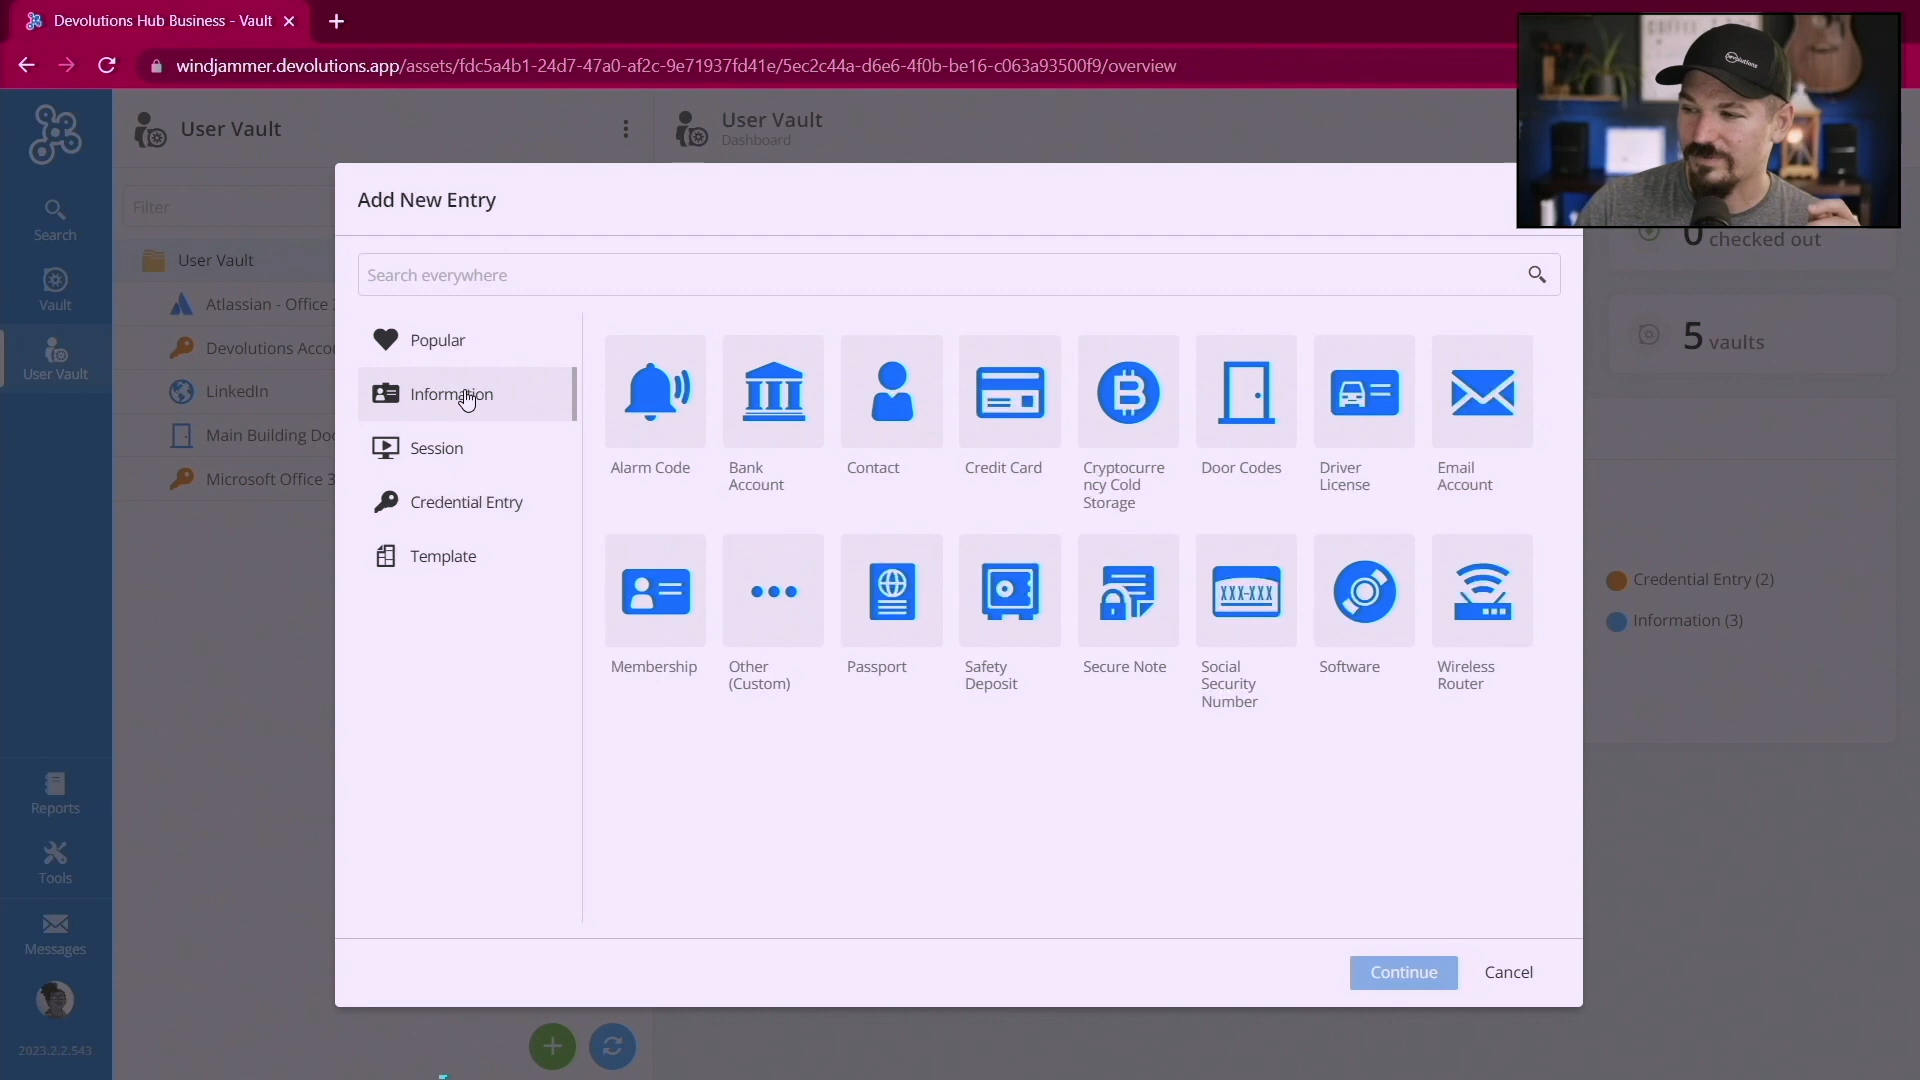 Devolutions Hub Business - Vault
windjammer.devolutions.app/assets/fdc5a4b1-24d7-47a0-af2c-9e71937fd41e/5ec2c44a-d6e6-4f0b-be16-c063a93500f9/overview
Search
Vault
User Vault
Reports
Tools
Messages
2023.2.2.543
User Vault
Filter
User Vault
Atlassian - Office
Devolutions Acco
LinkedIn
Main Building Doo
Microsoft Office 3
User Vault
Dashboard
devolutions
0 checked out
5 vaults
Credential Entry (2)
Information (3)
Add New Entry
Search everywhere
Popular
Information
Session
Credential Entry
Template
Alarm Code
Bank
Account
Contact
Credit Card
Cryptocurre
ncy Cold
Storage
Door Codes
Driver
License
Email
Account
Membership
Other
(Custom)
Passport
Safety
Deposit
Secure Note
XXX-XXX
Social
Security
Number
Software
Wireless
Router
Continue
Cancel